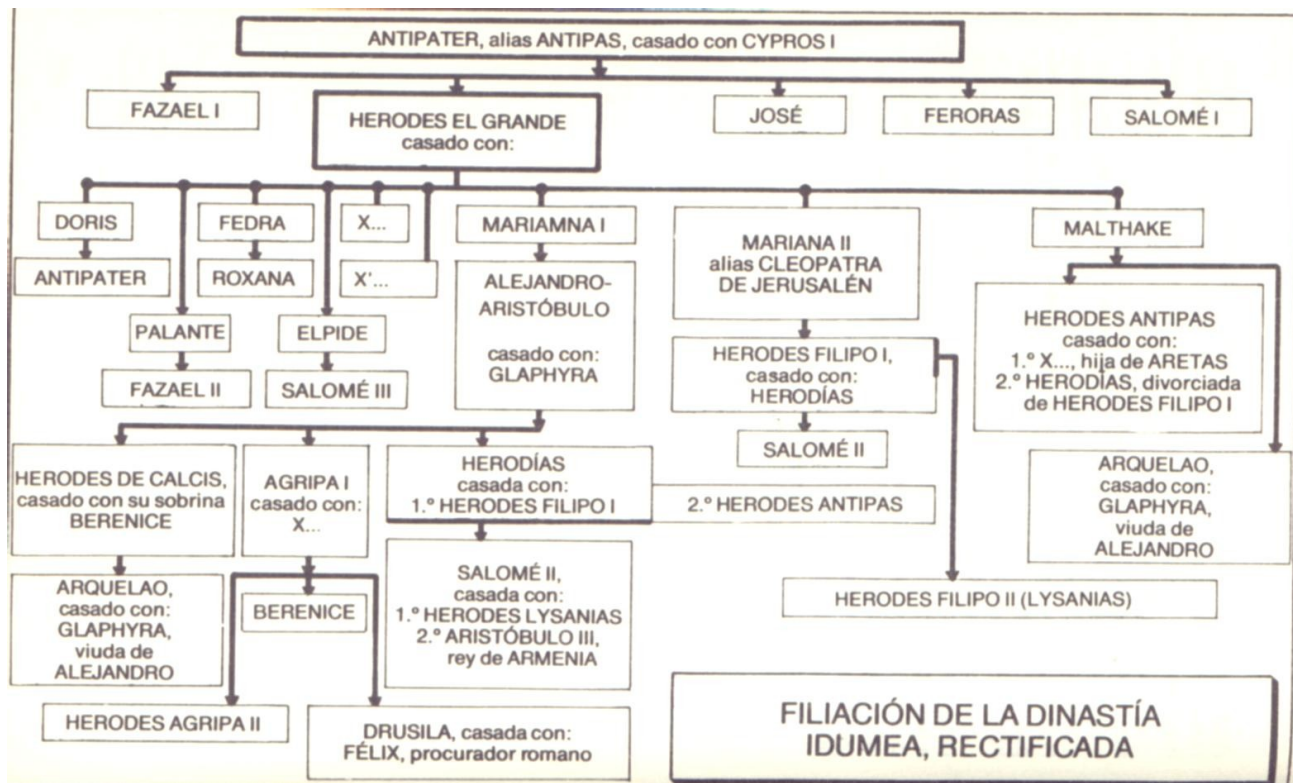 ANTIPATER, alias ANTIPAS, casado con CYPROS I
FAZAEL I
HERODES EL GRANDE
casado con:
JOSÉ
FERORAS
SALOMÉ I
DORIS
FEDRA
X...
MARIAMNA I
MARIANA II
alias CLEOPATRA
DE JERUSALÉN
MALTHAKE
ANTIPATER
ROXANA
X'...
ALEJANDRO-
ARISTÓBULO
casado con:
GLAPHYRA
PALANTE
ELPIDE
FAZAEL II
SALOMÉ III
HERODES FILIPO I,
casado con:
HERODÍAS
SALOMÉ II
HERODES ANTIPAS
casado con:
1.º X..., hija de ARETAS
2.º HERODÍAS, divorciada
de HERODES FILIPO I
HERODES DE CALCIS,
casado con su sobrina
BERENICE
AGRIPA I
casado con:
X...
HERODÍAS
casada con:
1.º HERODES FILIPO I
2.º HERODES ANTIPAS
ARQUELAO,
casado con:
GLAPHYRA,
viuda de
ALEJANDRO
ARQUELAO,
casado con:
GLAPHYRA,
viuda de
ALEJANDRO
BERENICE
SALOMÉ II,
casada con:
1.º HERODES LYSANIAS
2.º ARISTÓBULO III,
rey de ARMENIA
HERODES FILIPO II (LYSANIAS)
HERODES AGRIPA II
DRUSILA, casada con:
FÉLIX, procurador romano
FILIACIÓN DE LA DINASTÍA
IDUMEA, RECTIFICADA